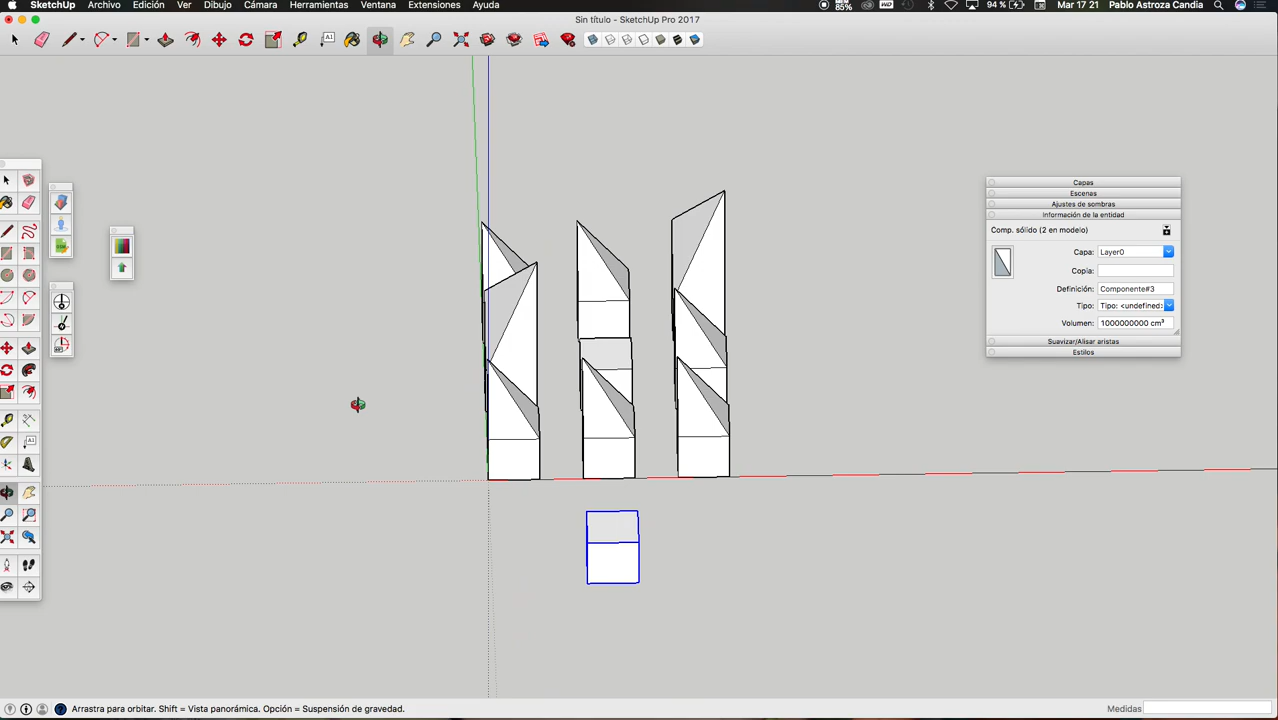 SketchUp Archivo Edición Ver Dibujo Cámara Herramientas Ventana Extensiones Ayuda MEM 85% 94 % Mar 17 21 Pablo Astroza Candia
Sin título - SketchUp Pro 2017
Capas
Escenas
Ajustes de sombras
Información de la entidad
Comp. sólido (2 en modelo)
Capa: Layer0
Copia:
Definición: Componente#3
Tipo: Tipo: <undefined>
Volumen: 1000000000 cm³
Suavizar/Alisar aristas
Estilos
Arrastra para orbitar. Shift = Vista panorámica. Opción = Suspensión de gravedad. Medidas